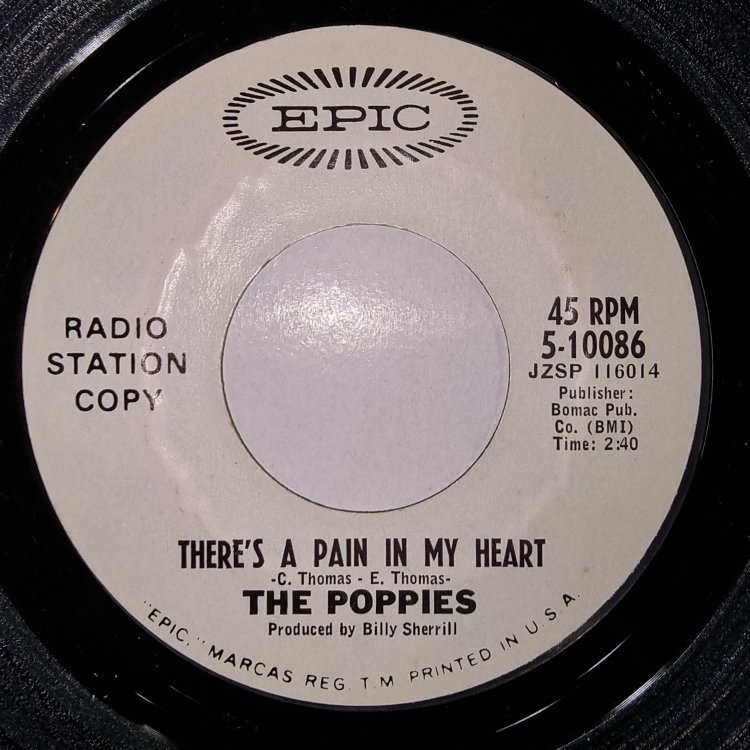 EPIC
RADIO
STATION
COPY
45 RPM
5-10086
JZSP 116014
Publisher:
Bomac Pub.
Co. (BMI)
Time: 2:40
THERE'S A PAIN IN MY HEART
-C. Thomas - E. Thomas-
THE POPPIES
Produced by Billy Sherrill
"EPIC," MARCAS REG. T.M. PRINTED IN U.S.A.